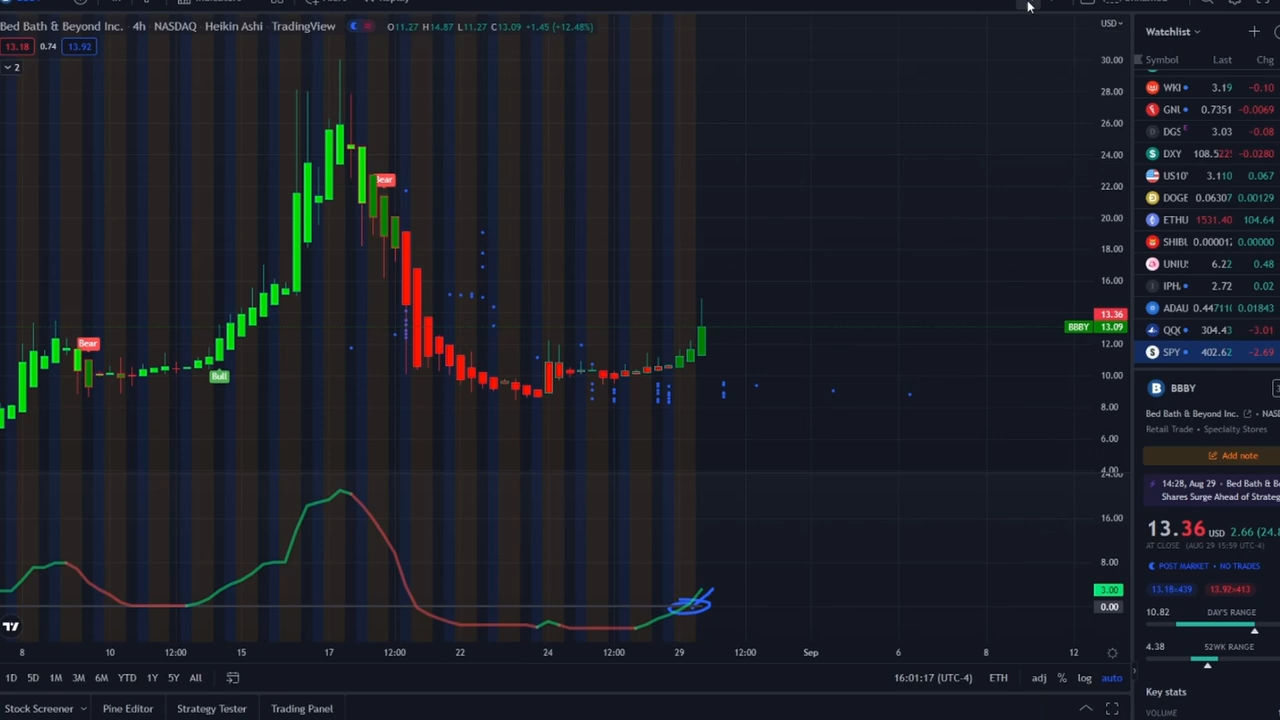 Bed Bath & Beyond Inc. 4h NASDAQ Heikin Ashi TradingView O11.27 H14.87 L11.27 C13.09 +1.45 (+12.48%)
13.18 0.74 13.92
2
USD
30.00
28.00
26.00
24.00
22.00
20.00
18.00
16.00
13.36
BBBY 13.09
12.00
10.00
8.00
6.00
4.00
24.00
16.00
8.00
3.00
0.00
Bear
Bull
Bear
8 10 12:00 15 17 12:00 22 24 12:00 29 12:00 Sep 6 8 12
1D 5D 1M 3M 6M YTD 1Y 5Y All 16:01:17 (UTC-4) ETH adj % log auto
Stock Screener Pine Editor Strategy Tester Trading Panel
Watchlist
Symbol Last Chg
WKI 3.19 −0.10
GNU 0.7351 −0.0069
DGS E 3.03 −0.08
DXY 108.522 −0.0280
US10' 3.110 0.067
DOGE 0.06307 0.00129
ETHU 1531.40 104.64
SHIBU 0.00001 0.00000
UNIU 6.22 0.48
IPH 2.72 0.02
ADAU 0.447110 0.01843
QQQ 304.43 −3.01
SPY 402.62 −2.69
BBBY
Bed Bath & Beyond Inc. • NAS
Retail Trade • Specialty Stores
Add note
14:28, Aug 29 • Bed Bath & B
Shares Surge Ahead of Strateg
13.36 USD 2.66 (24.8
AT CLOSE (AUG 29 15:59 UTC-4)
POST MARKET • NO TRADES
13.18×439 13.92×413
10.82 DAY'S RANGE
4.38 52WK RANGE
Key stats
VOLUME